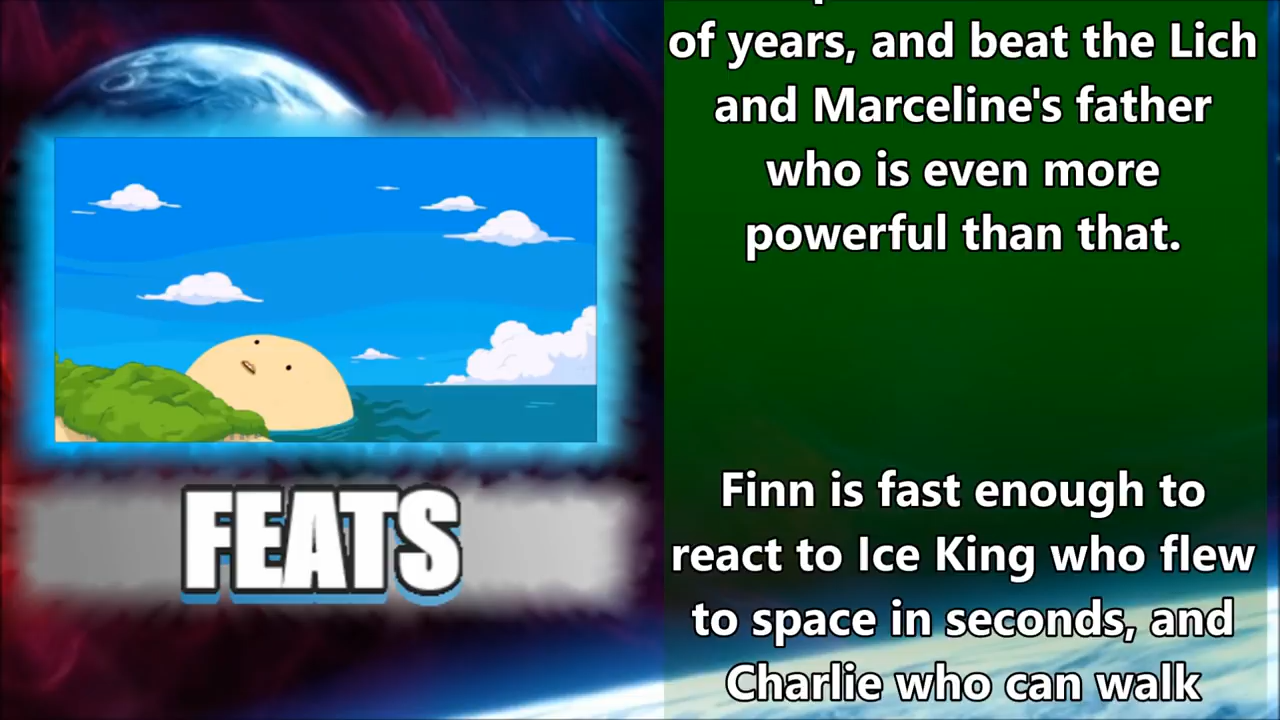 of years, and beat the Lich
and Marceline's father
who is even more
powerful than that.
Finn is fast enough to
react to Ice King who flew
to space in seconds, and
Charlie who can walk
FEATS